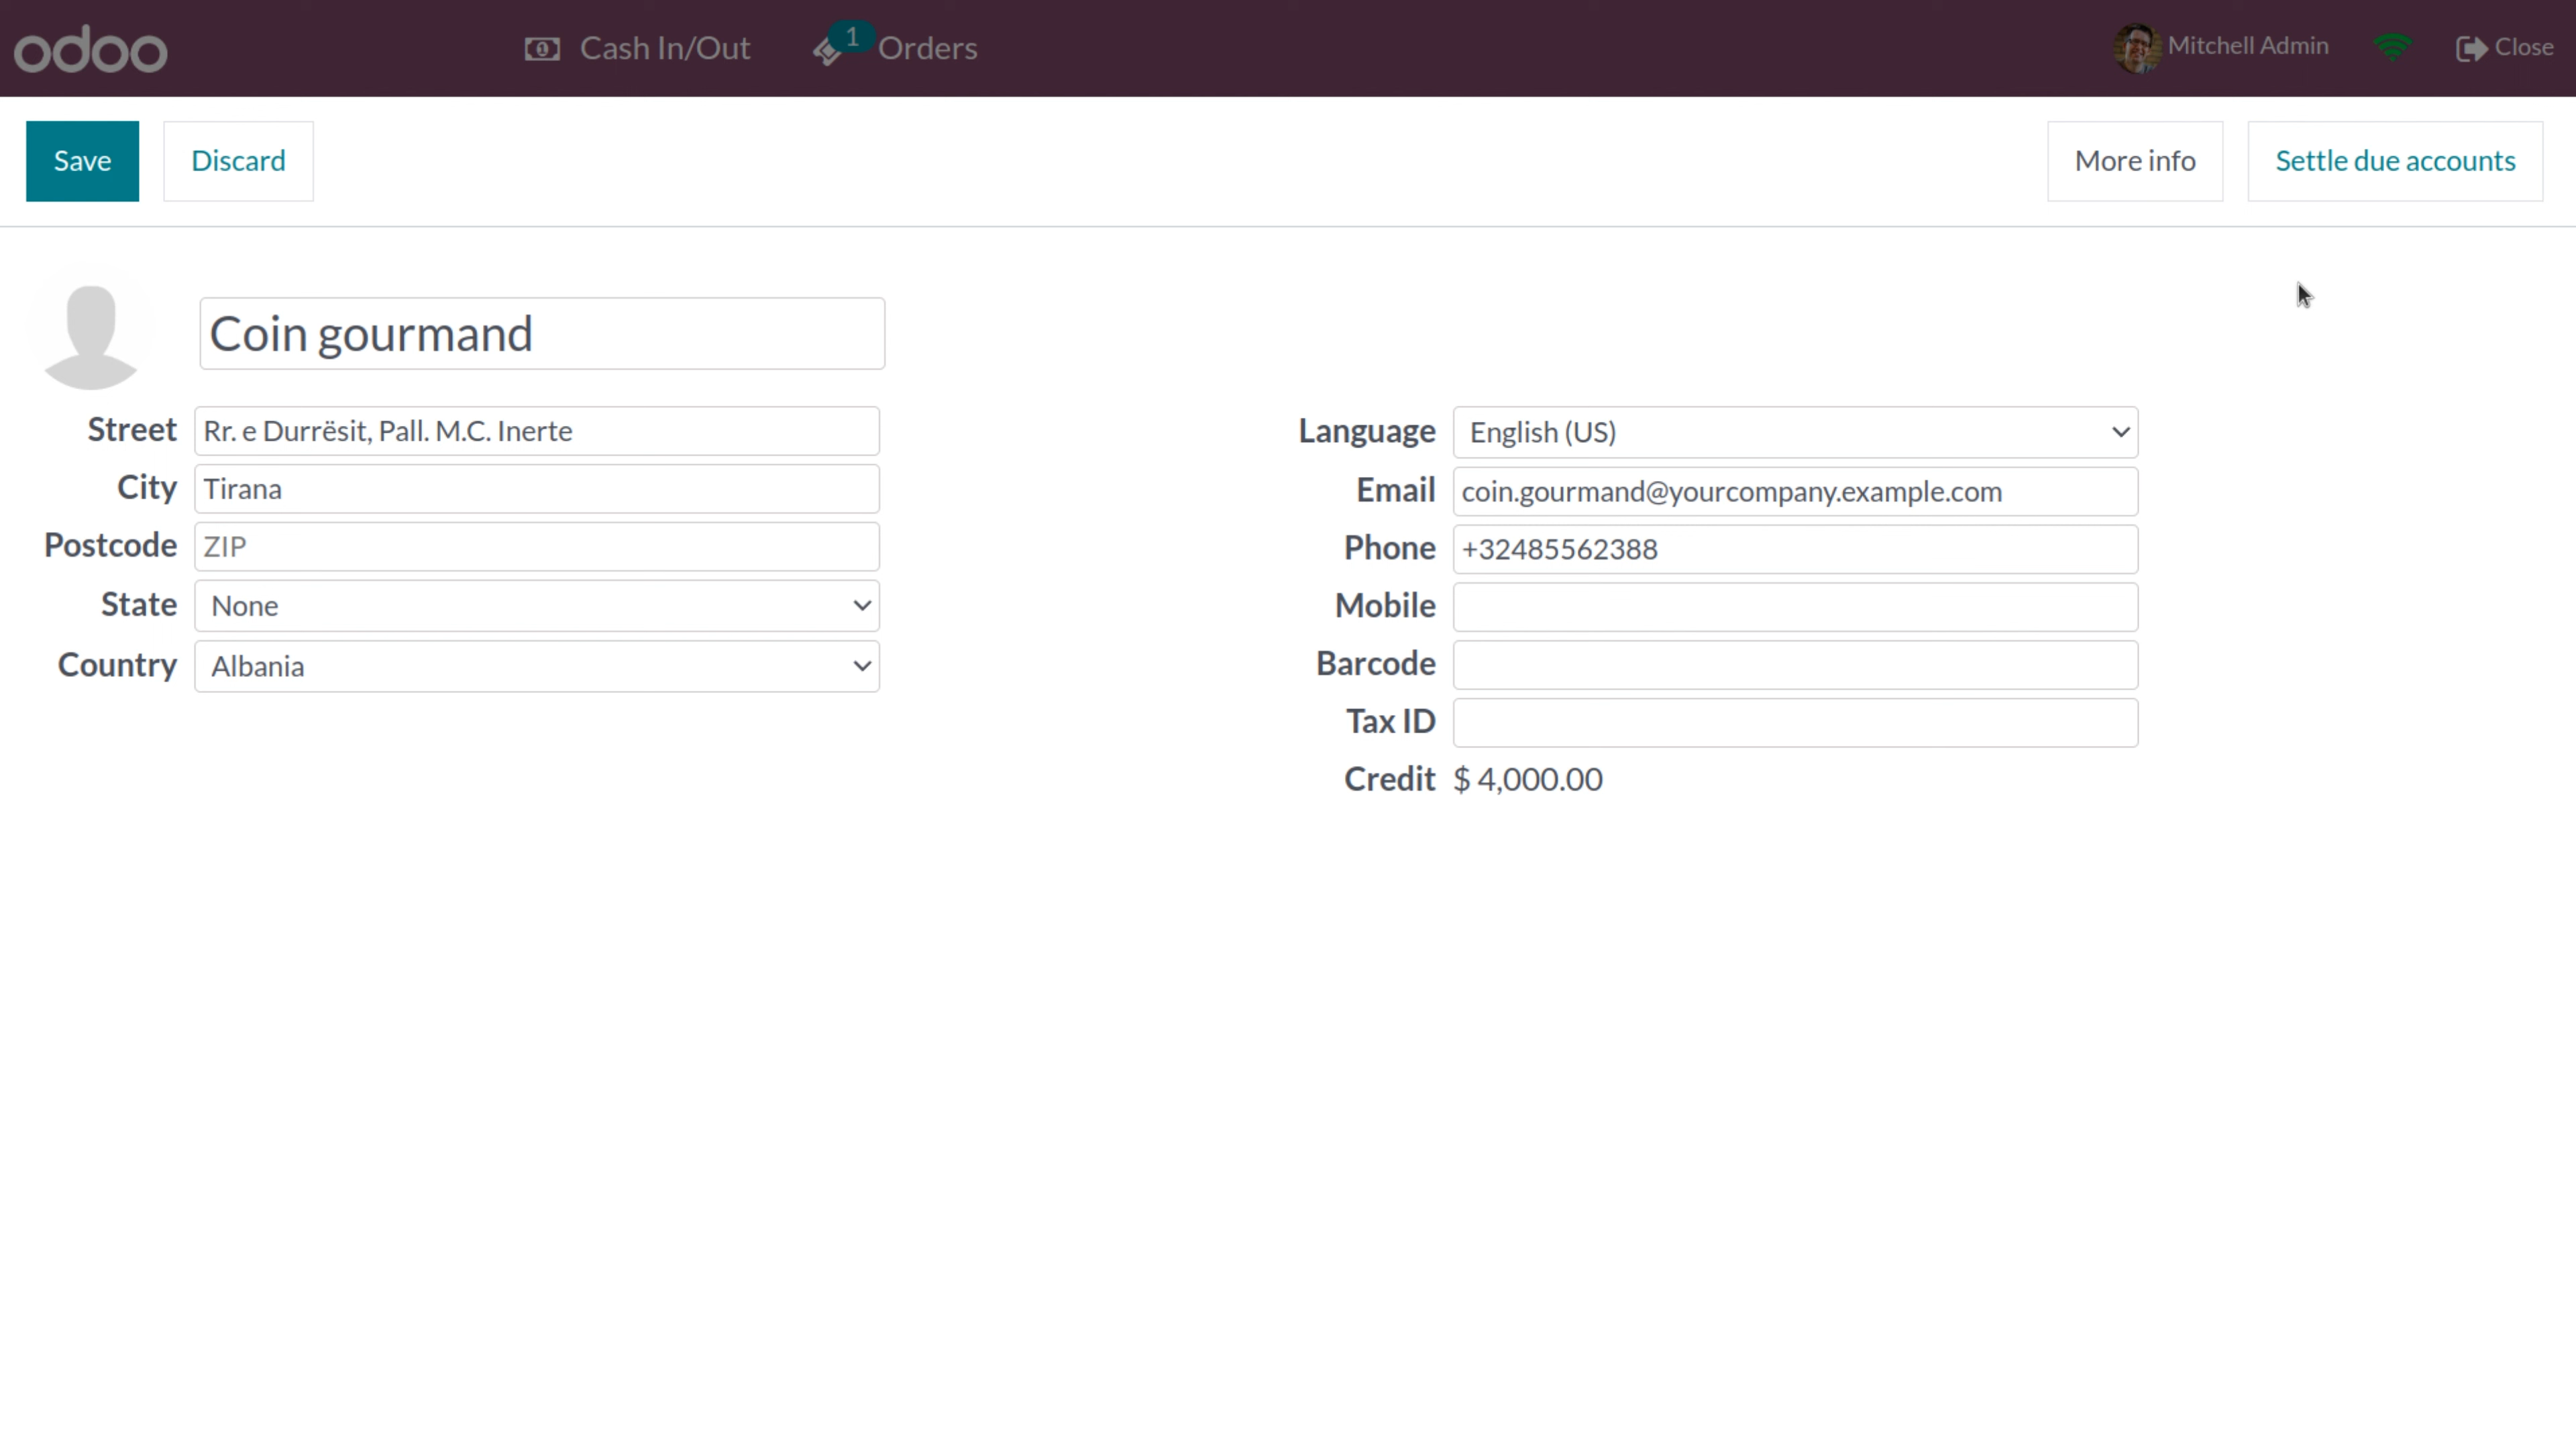 odoo Cash In/Out 1 Orders Mitchell Admin Close
Save Discard More info Settle due accounts
Coin gourmand
Street Rr. e Durrësit, Pall. M.C. Inerte
City Tirana
Postcode ZIP
State None
Country Albania
Language English (US)
Email coin.gourmand@yourcompany.example.com
Phone +32485562388
Mobile
Barcode
Tax ID
Credit $ 4,000.00